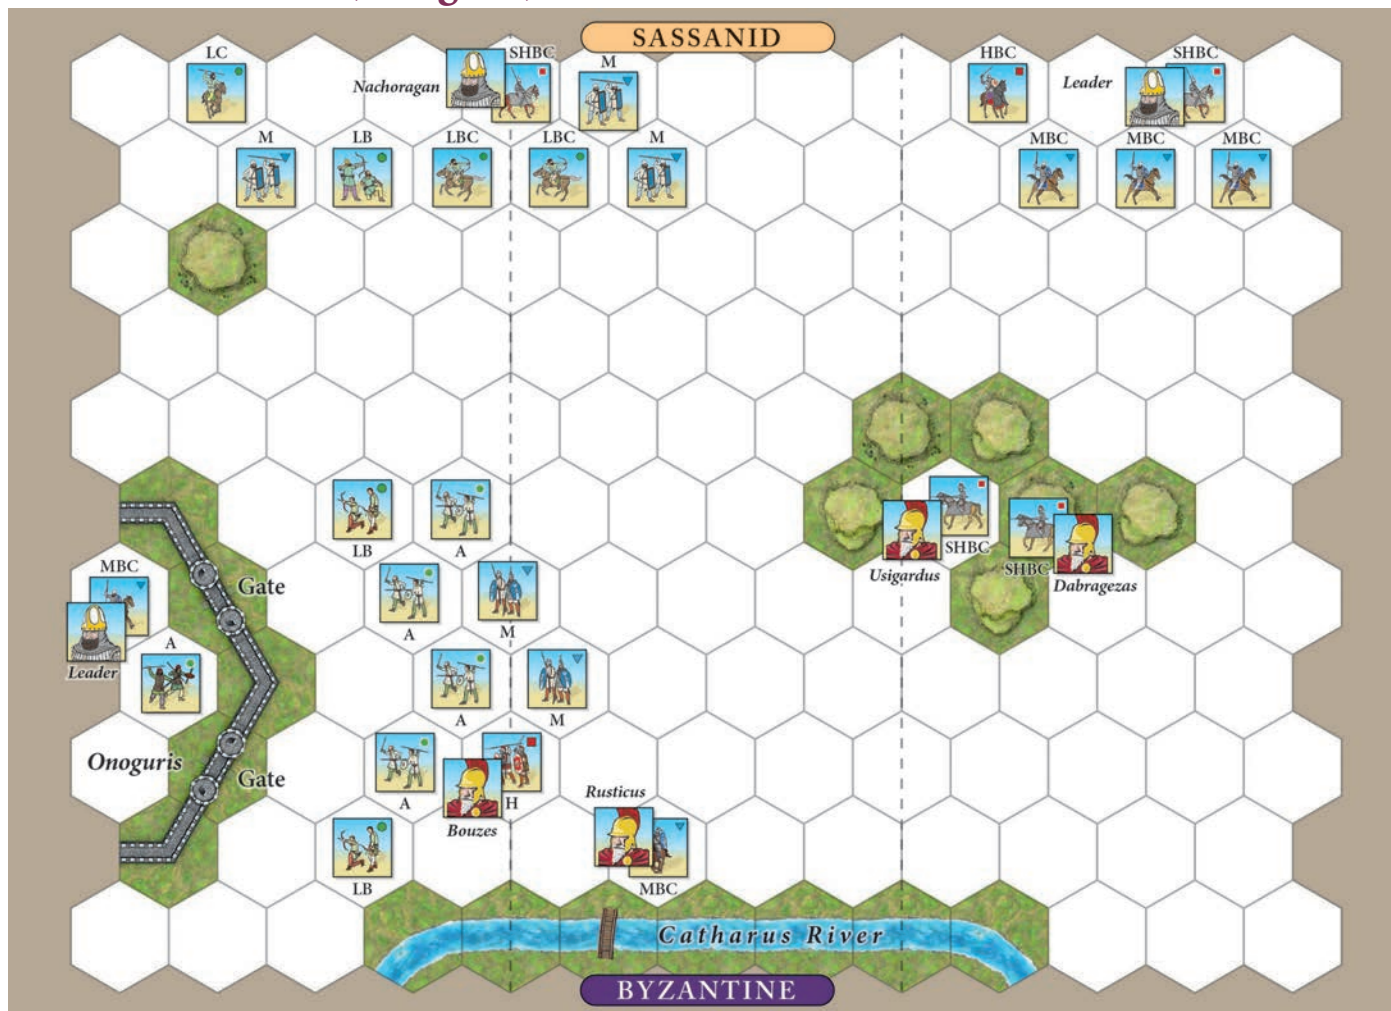 SASSANID
LC
Nachoragan
SHBC
M
HBC
Leader
SHBC
M
LB
LBC
LBC
M
MBC
MBC
MBC
LB
A
SHBC
Usigardus
SHBC
Dabragezas
MBC
Gate
Leader
A
M
A
A
M
Onoguris
Gate
A
Bouzes
H
Rusticus
LB
MBC
Catharus River
BYZANTINE